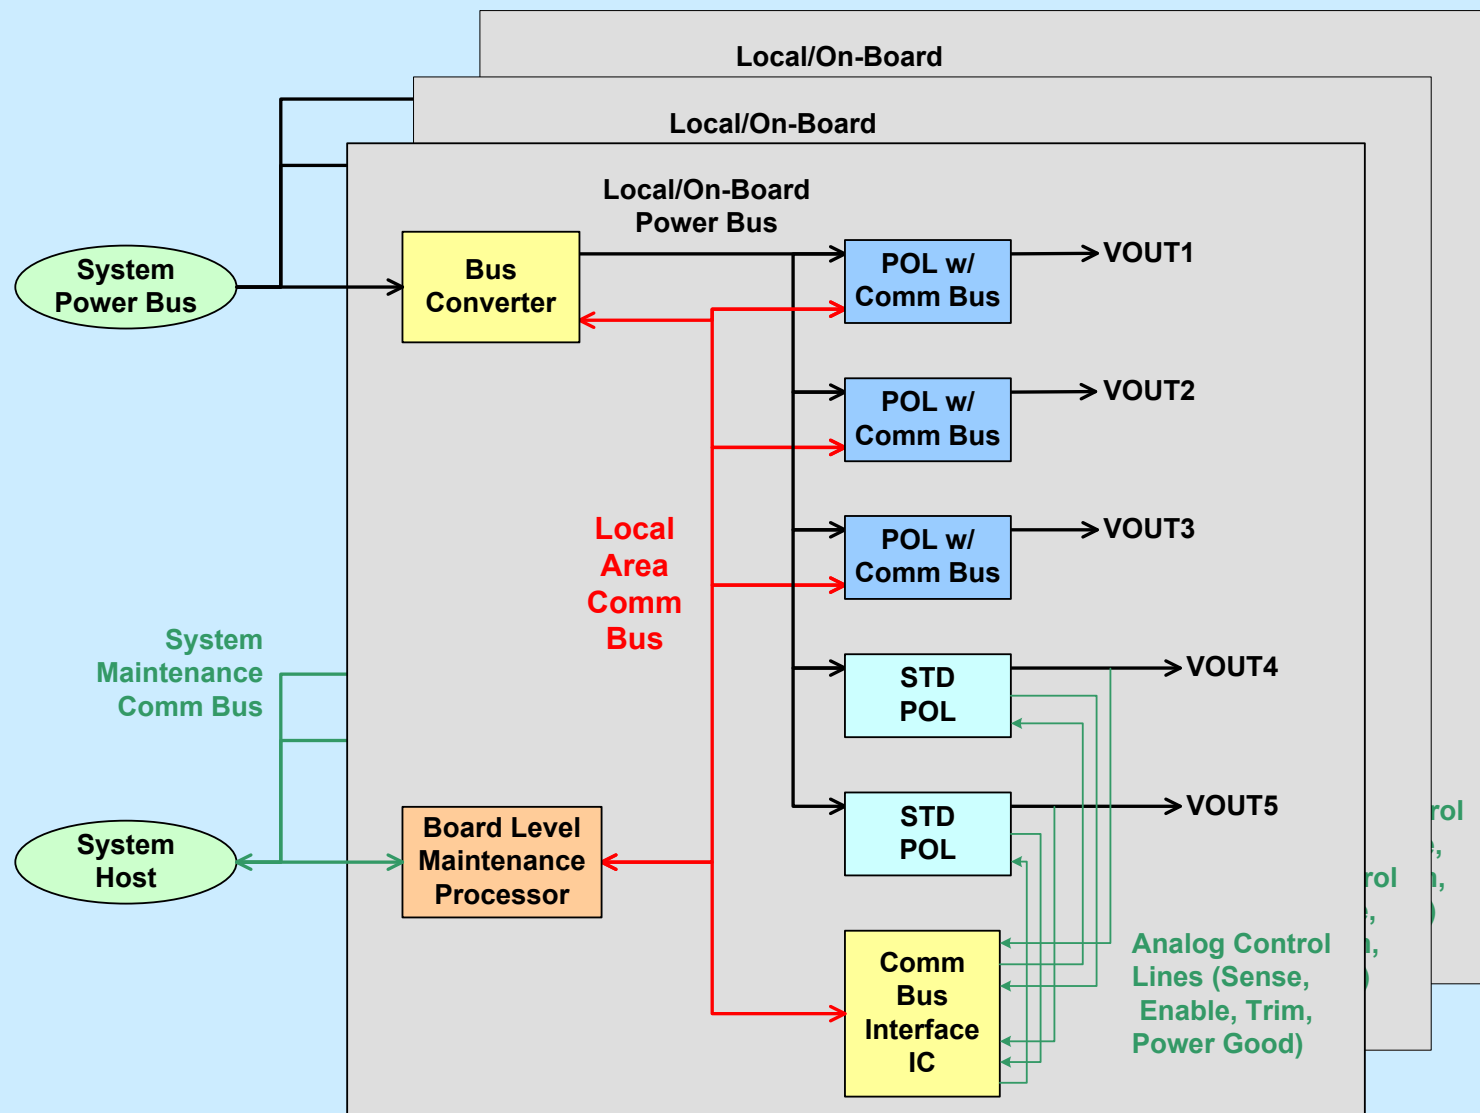 Local/On-Board
Local/On-Board
Local/On-Board
Power Bus
System
Power Bus
Bus
Converter
POL w/
Comm Bus
VOUT1
POL w/
Comm Bus
VOUT2
POL w/
Comm Bus
VOUT3
Local
Area
Comm
Bus
System
Maintenance
Comm Bus
STD
POL
VOUT4
STD
POL
VOUT5
System
Host
Board Level
Maintenance
Processor
Comm
Bus
Interface
IC
Analog Control
Lines (Sense,
Enable, Trim,
Power Good)